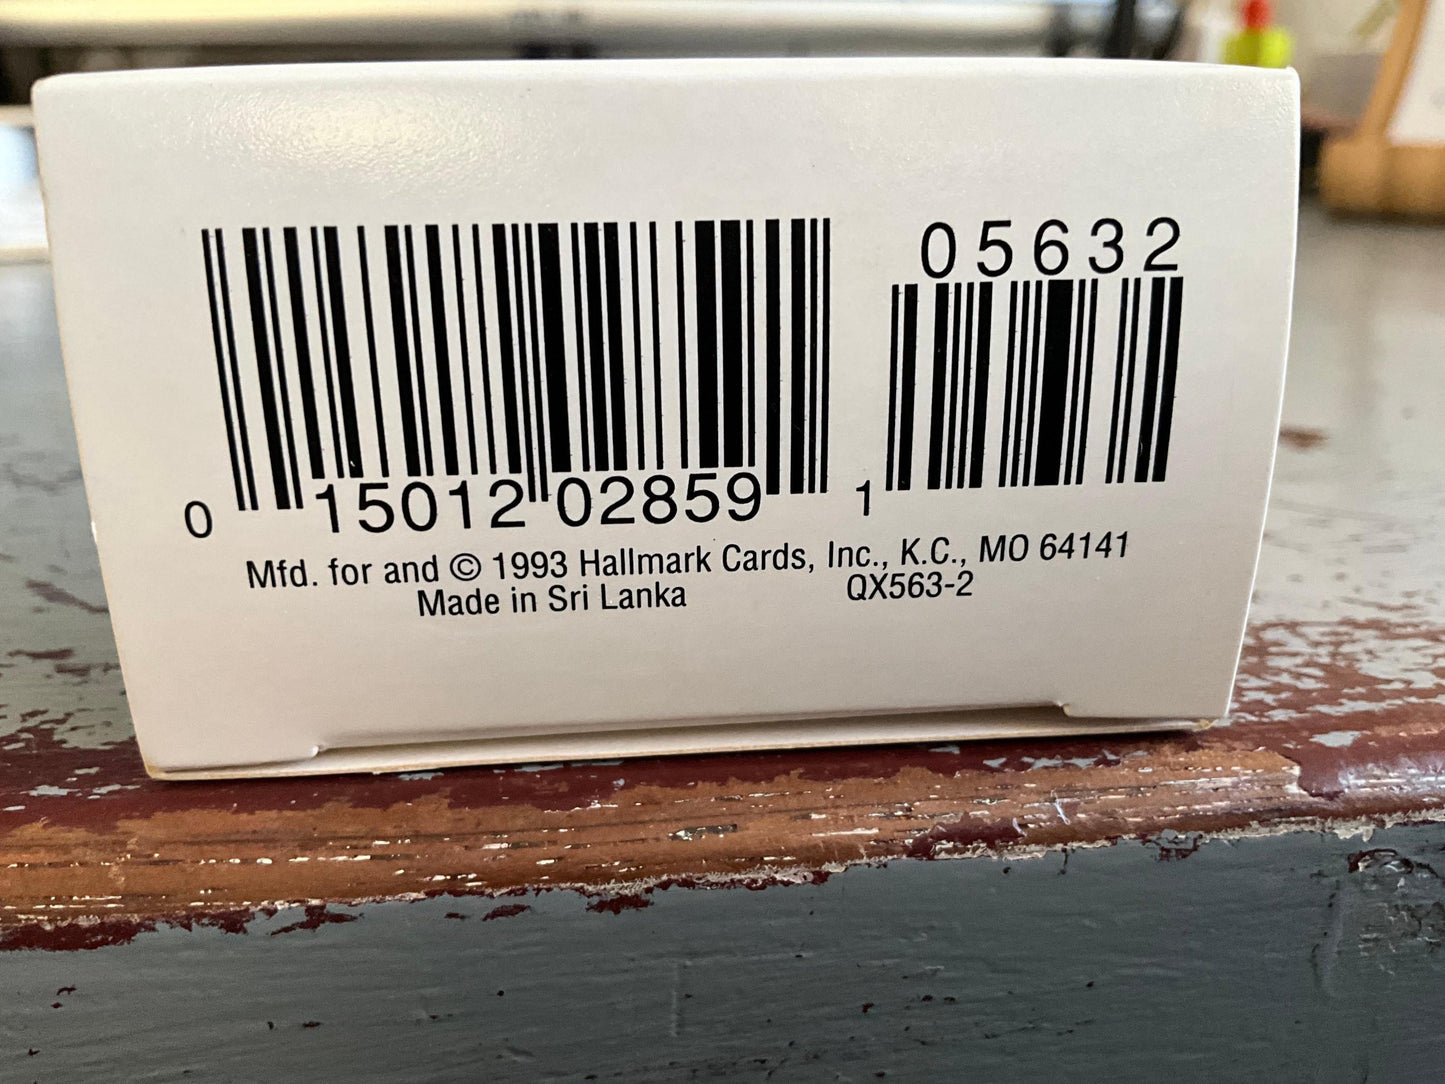 05632
0 15012 02859 1
Mfd. for and © 1993 Hallmark Cards, Inc., K.C., MO 64141
Made in Sri Lanka QX563-2